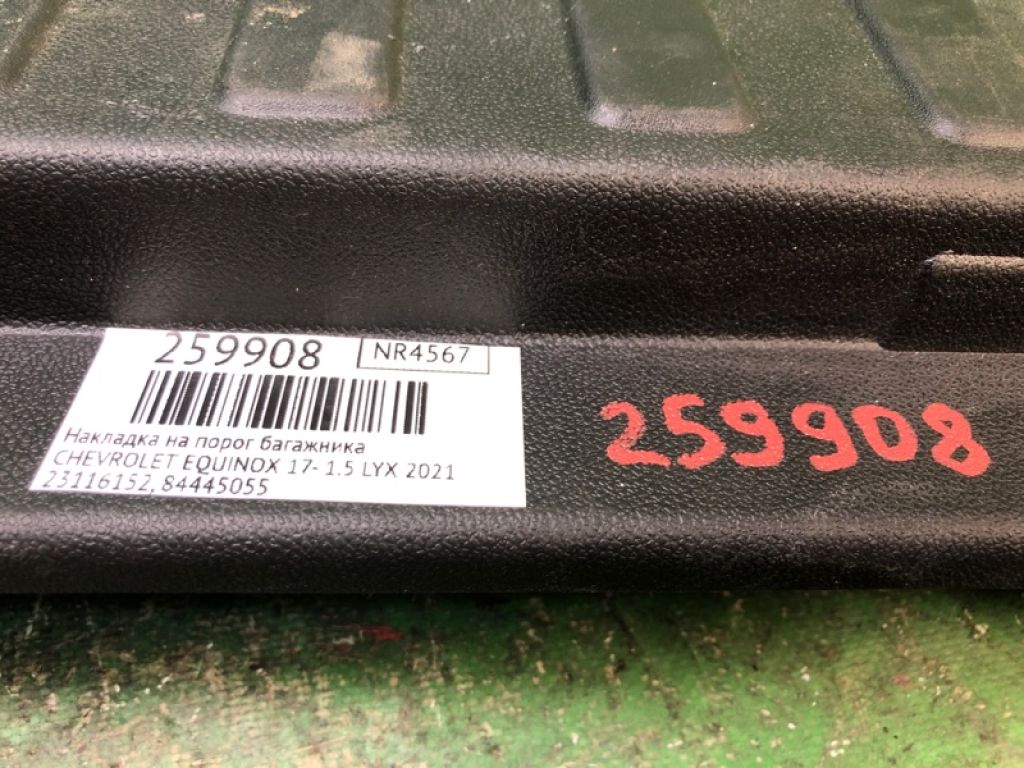 259908 NR4567
Накладка на порог багажника
CHEVROLET EQUINOX 17- 1.5 LYX 2021
23116152, 84445055
259908